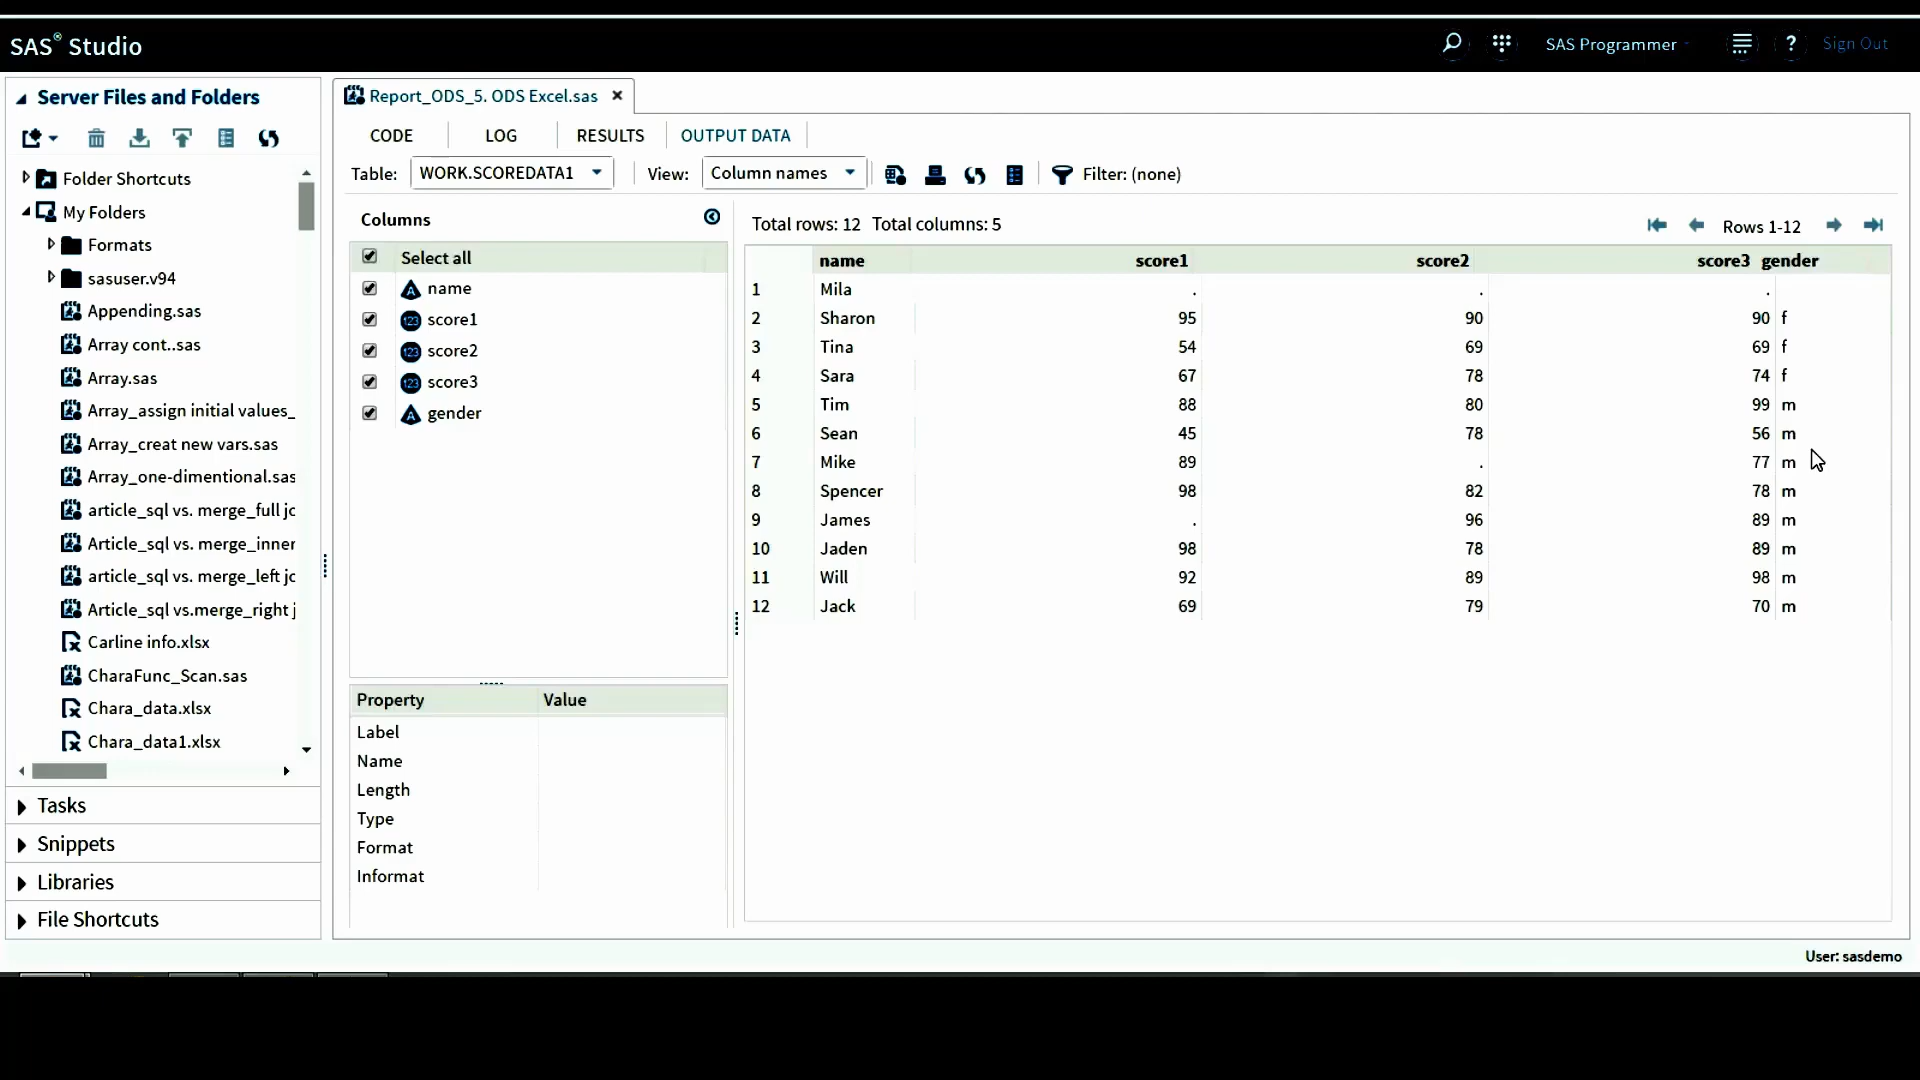 SAS® Studio
SAS Programmer
?
Sign Out
Server Files and Folders
Folder Shortcuts
My Folders
Formats
sasuser.v94
Appending.sas
Array cont..sas
Array.sas
Array_assign initial values_
Array_creat new vars.sas
Array_one-dimentional.sas
article_sql vs. merge_full jo
Article_sql vs. merge_inner
article_sql vs. merge_left jo
Article_sql vs.merge_right j
Carline info.xlsx
CharaFunc_Scan.sas
Chara_data.xlsx
Chara_data1.xlsx
Tasks
Snippets
Libraries
File Shortcuts
Report_ODS_5. ODS Excel.sas
CODE LOG RESULTS OUTPUT DATA
Table: WORK.SCOREDATA1 View: Column names Filter: (none)
Columns
Select all
A name
123 score1
123 score2
123 score3
A gender
Property Value
Label
Name
Length
Type
Format
Informat
Total rows: 12 Total columns: 5 Rows 1-12
name score1 score2 score3 gender
1 Mila . . .
2 Sharon 95 90 90 f
3 Tina 54 69 69 f
4 Sara 67 78 74 f
5 Tim 88 80 99 m
6 Sean 45 78 56 m
7 Mike 89 . 77 m
8 Spencer 98 82 78 m
9 James . 96 89 m
10 Jaden 98 78 89 m
11 Will 92 89 98 m
12 Jack 69 79 70 m
User: sasdemo